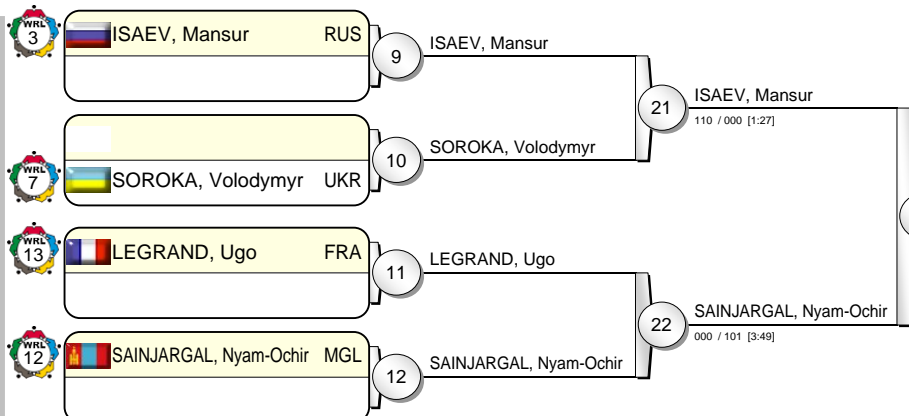 WRL 3 ISAEV, Mansur RUS
9 ISAEV, Mansur
21 ISAEV, Mansur
110 / 000 [1:27]
10 SOROKA, Volodymyr
WRL 7 SOROKA, Volodymyr UKR
WRL 13 LEGRAND, Ugo FRA
11 LEGRAND, Ugo
22 SAINJARGAL, Nyam-Ochir
000 / 101 [3:49]
WRL 12 SAINJARGAL, Nyam-Ochir MGL
12 SAINJARGAL, Nyam-Ochir